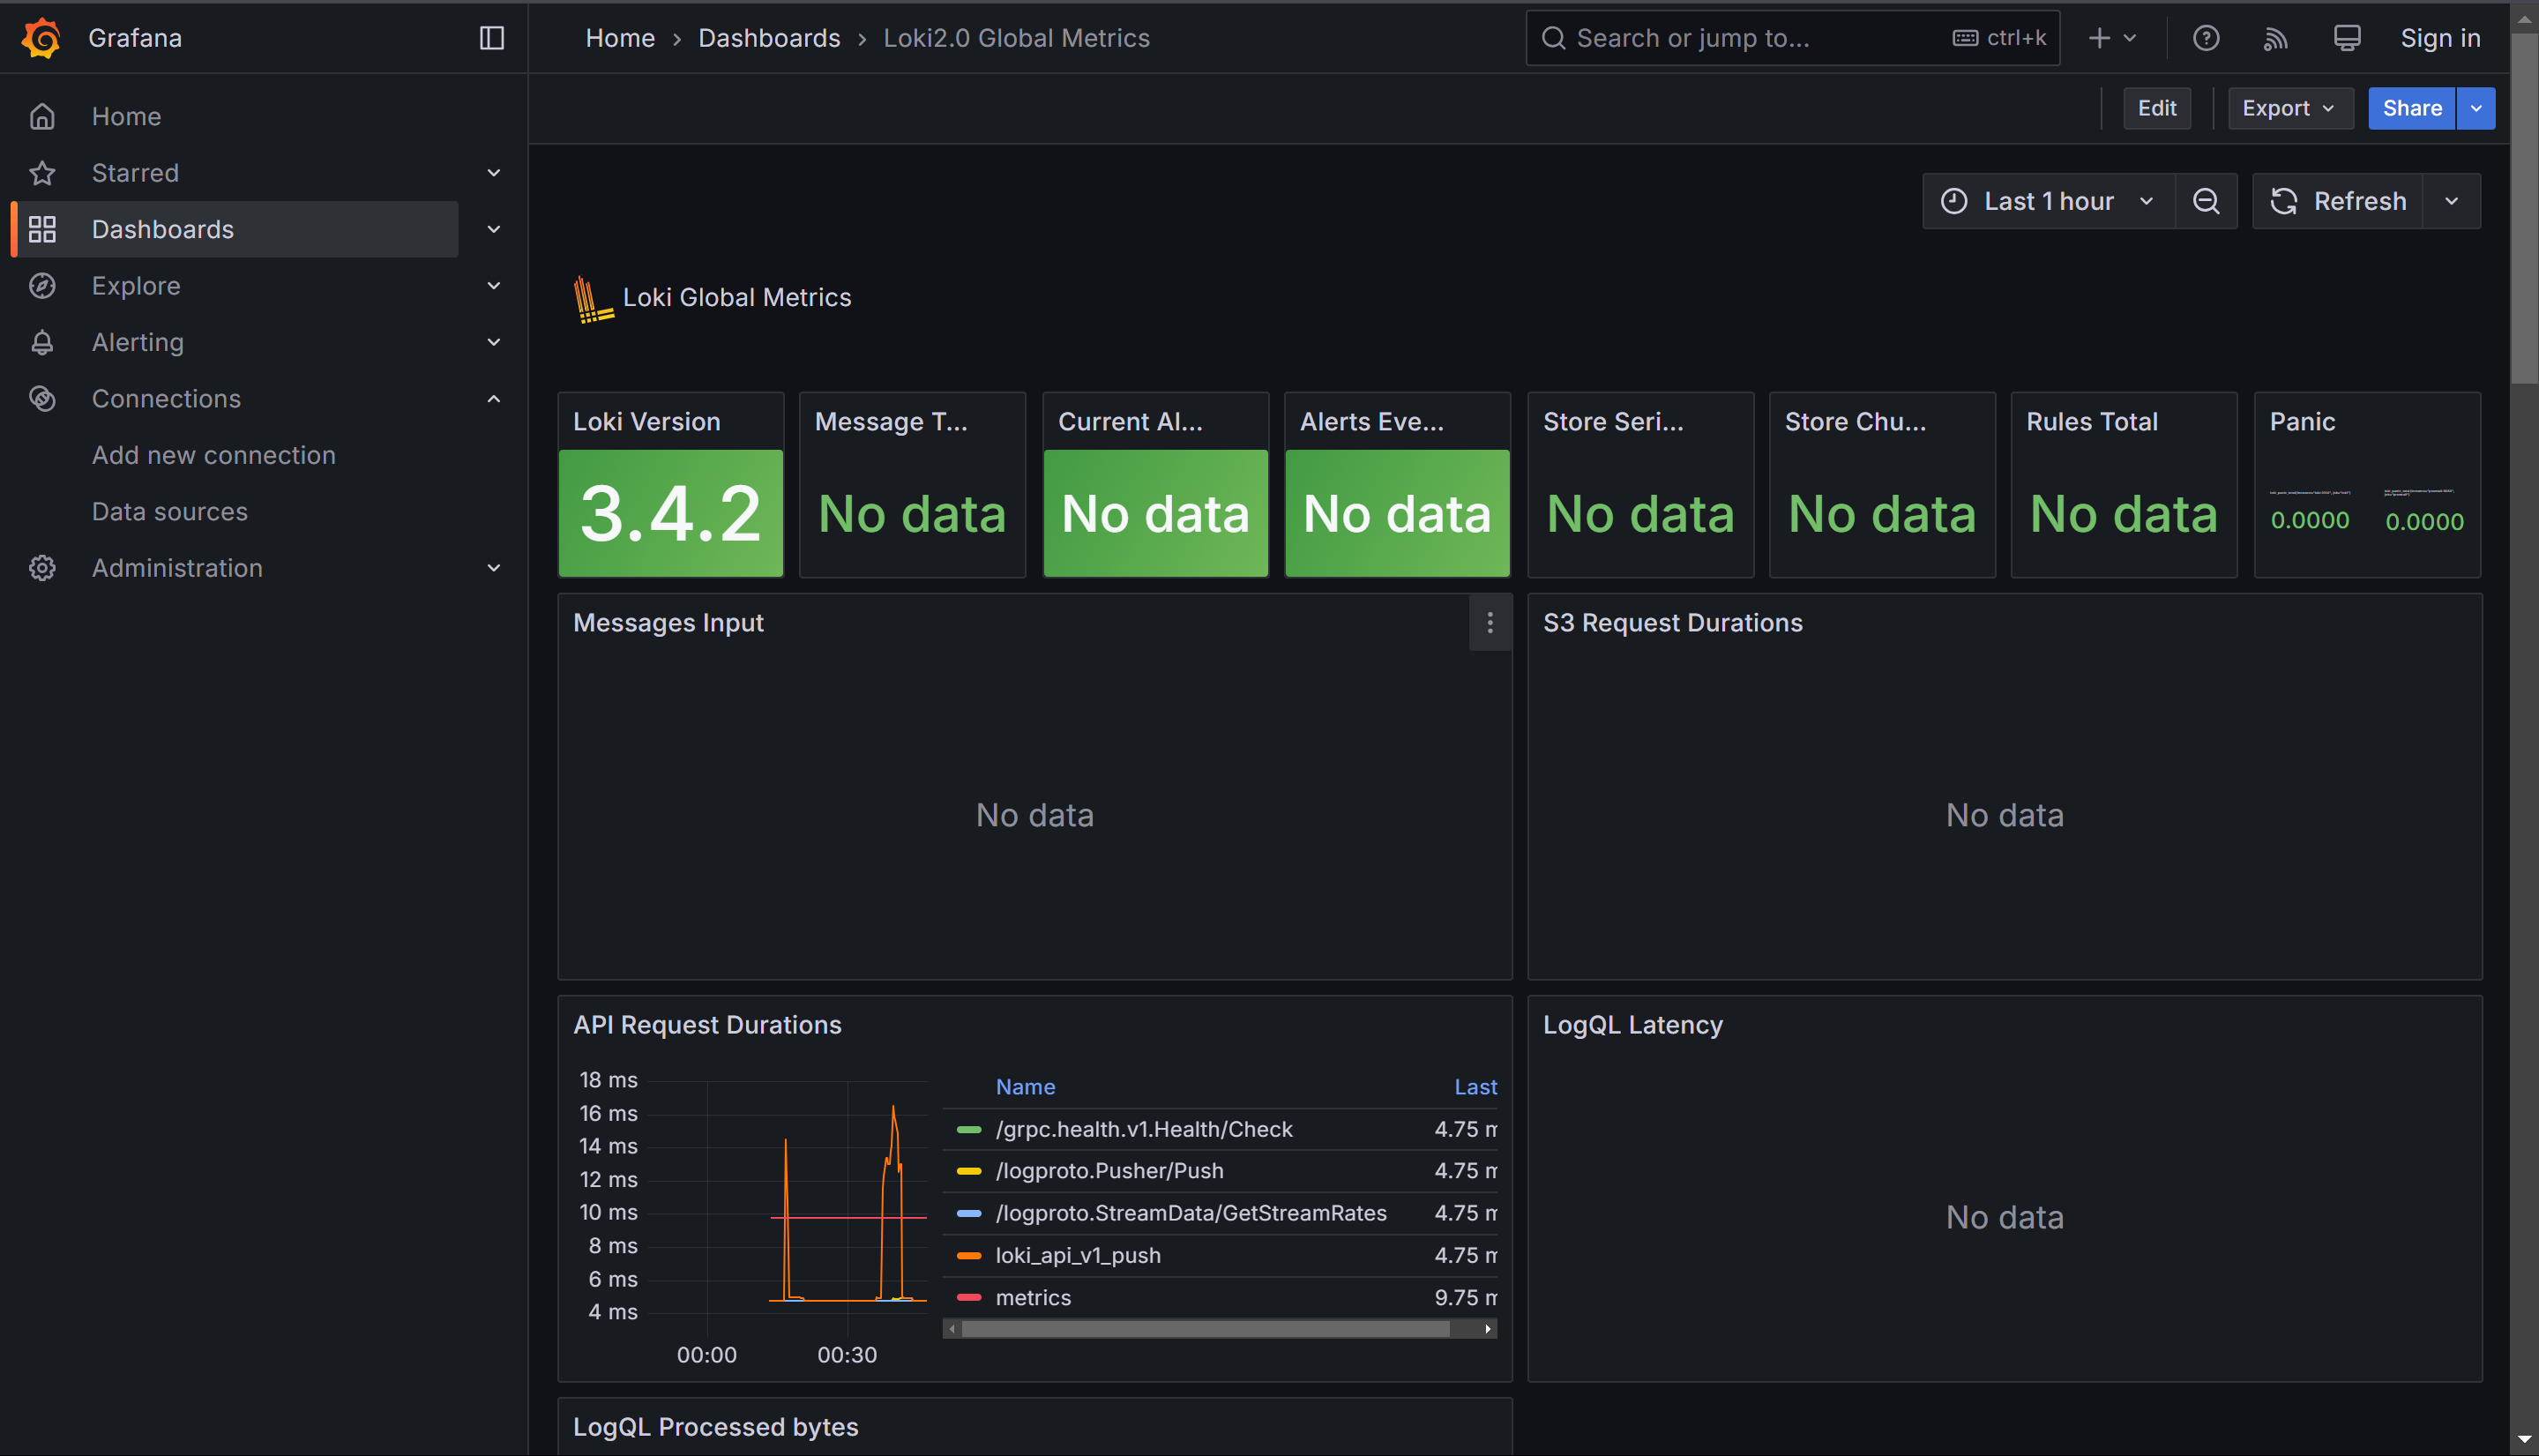 Grafana
Home › Dashboards › Loki2.0 Global Metrics
Search or jump to...
ctrl+k
Sign in
Edit
Export
Share
Home
Starred
Dashboards
Explore
Alerting
Connections
Add new connection
Data sources
Administration
Last 1 hour
Refresh
Loki Global Metrics
Loki Version
3.4.2
Message T...
No data
Current Al...
No data
Alerts Eve...
No data
Store Seri...
No data
Store Chu...
No data
Rules Total
No data
Panic
0.0000
0.0000
Messages Input
No data
S3 Request Durations
No data
API Request Durations
18 ms
16 ms
14 ms
12 ms
10 ms
8 ms
6 ms
4 ms
00:00
00:30
Name Last
/grpc.health.v1.Health/Check 4.75 m
/logproto.Pusher/Push 4.75 m
/logproto.StreamData/GetStreamRates 4.75 m
loki_api_v1_push 4.75 m
metrics 9.75 m
LogQL Latency
No data
LogQL Processed bytes